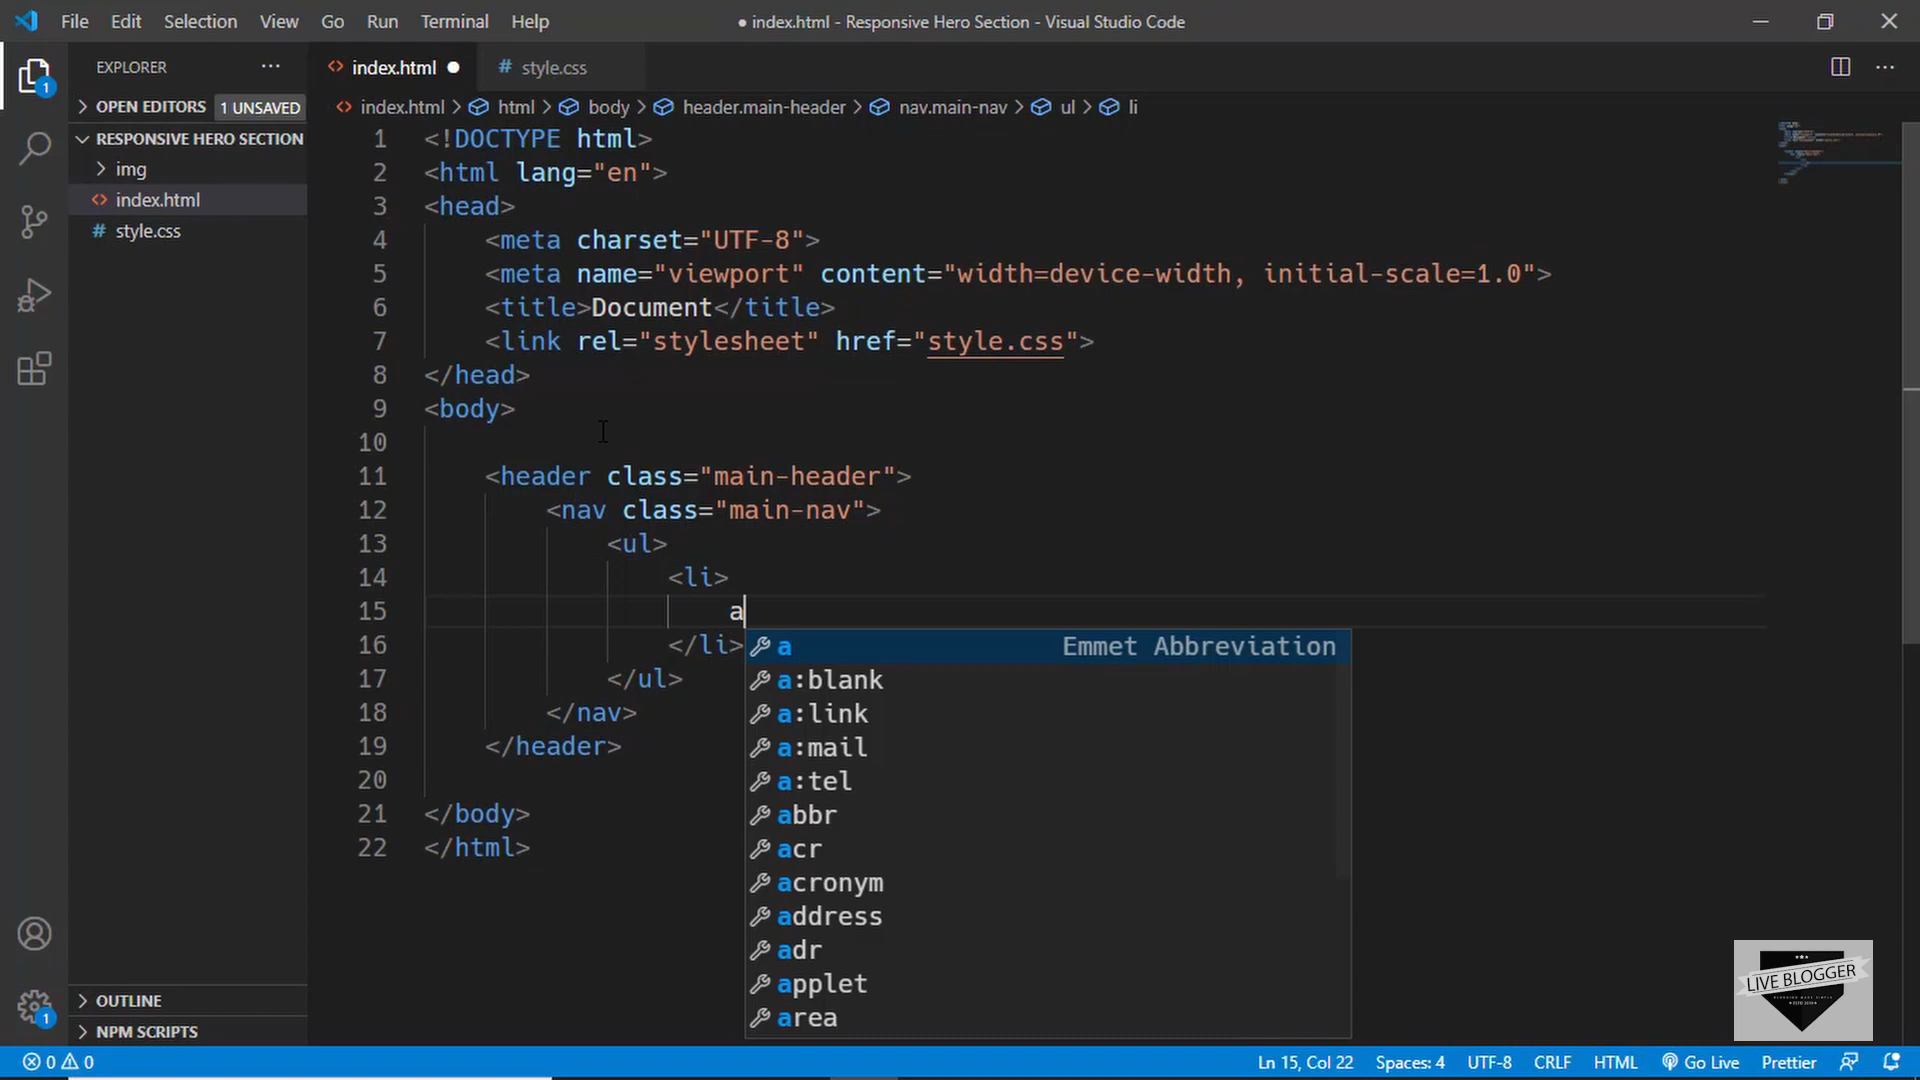 File Edit Selection View Go Run Terminal Help
● index.html - Responsive Hero Section - Visual Studio Code
EXPLORER
OPEN EDITORS 1 UNSAVED
RESPONSIVE HERO SECTION
img
index.html
style.css
OUTLINE
NPM SCRIPTS
1
1
index.html ●
style.css
index.html > html > body > header.main-header > nav.main-nav > ul > li
1 <!DOCTYPE html>
2 <html lang="en">
3 <head>
4 <meta charset="UTF-8">
5 <meta name="viewport" content="width=device-width, initial-scale=1.0">
6 <title>Document</title>
7 <link rel="stylesheet" href="style.css">
8 </head>
9 <body>
10
11 <header class="main-header">
12 <nav class="main-nav">
13 <ul>
14 <li>
15 a
16 </li>
17 </ul>
18 </nav>
19 </header>
20
21 </body>
22 </html>
a Emmet Abbreviation
a:blank
a:link
a:mail
a:tel
abbr
acr
acronym
address
adr
applet
area
LIVE BLOGGER
0 0
Ln 15, Col 22 Spaces: 4 UTF-8 CRLF HTML Go Live Prettier